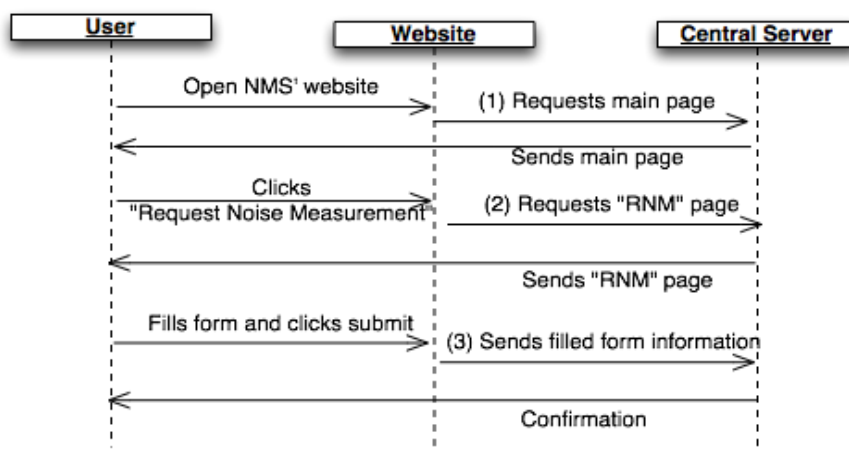 User
Website
Central Server
Open NMS' website
(1) Requests main page
Sends main page
Clicks
"Request Noise Measurement"
(2) Requests "RNM" page
Sends "RNM" page
Fills form and clicks submit
(3) Sends filled form information
Confirmation